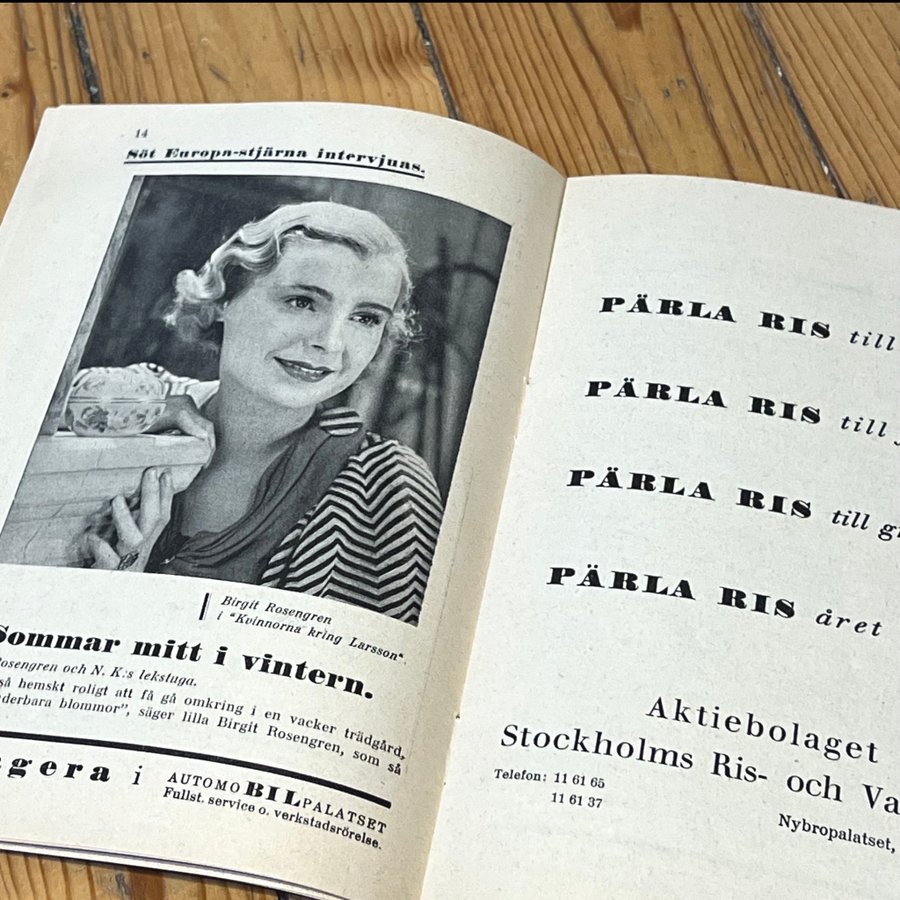 14
Söt Europa-stjärna intervjuas.
Birgit Rosengren
i "Kvinnorna kring Larsson".
Sommar mitt i vintern.
Rosengren och N. K:s lekstuga.
så hemskt roligt att få gå omkring i en vacker trädgård,
blommor", säger lilla Birgit Rosengren, som så
i AUTOMOBILPALATSET
Fullst. service o. verkstadsrörelse.
PÄRLA RIS till
PÄRLA RIS till
PÄRLA RIS till
PÄRLA RIS året
Aktiebolaget
Stockholms Ris- och
Telefon: 11 61 65
11 61 37
Nybropalatset,